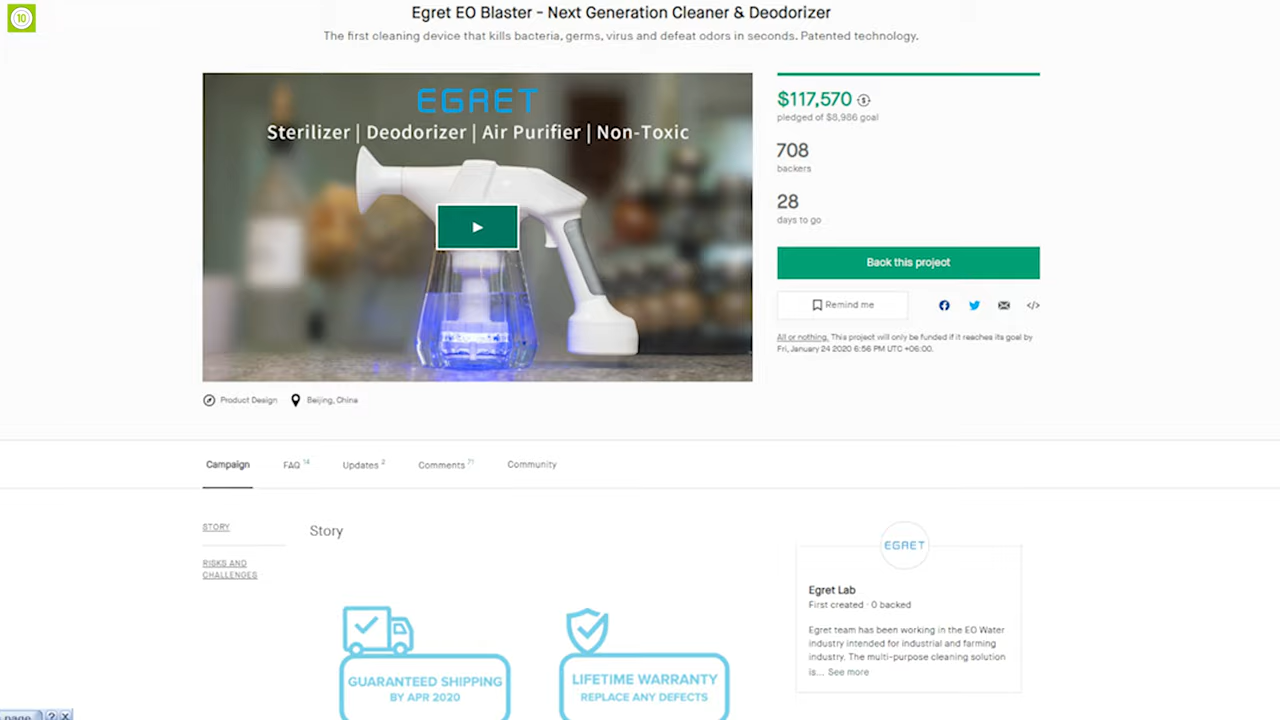 10
Egret EO Blaster - Next Generation Cleaner & Deodorizer
The first cleaning device that kills bacteria, germs, virus and defeat odors in seconds. Patented technology.
EGRET
Sterilizer | Deodorizer | Air Purifier | Non-Toxic
$117,570
pledged of $8,986 goal
708
backers
28
days to go
Back this project
Remind me
All or nothing. This project will only be funded if it reaches its goal by
Fri, January 24 2020 6:56 PM UTC +06:00.
Product Design
Beijing, China
Campaign
FAQ 14
Updates 2
Comments 71
Community
STORY
RISKS AND
CHALLENGES
Story
GUARANTEED SHIPPING
BY APR 2020
LIFETIME WARRANTY
REPLACE ANY DEFECTS
EGRET
Egret Lab
First created · 0 backed
Egret team has been working in the EO Water
industry intended for industrial and farming
industry. The multi-purpose cleaning solution
is... See more
page